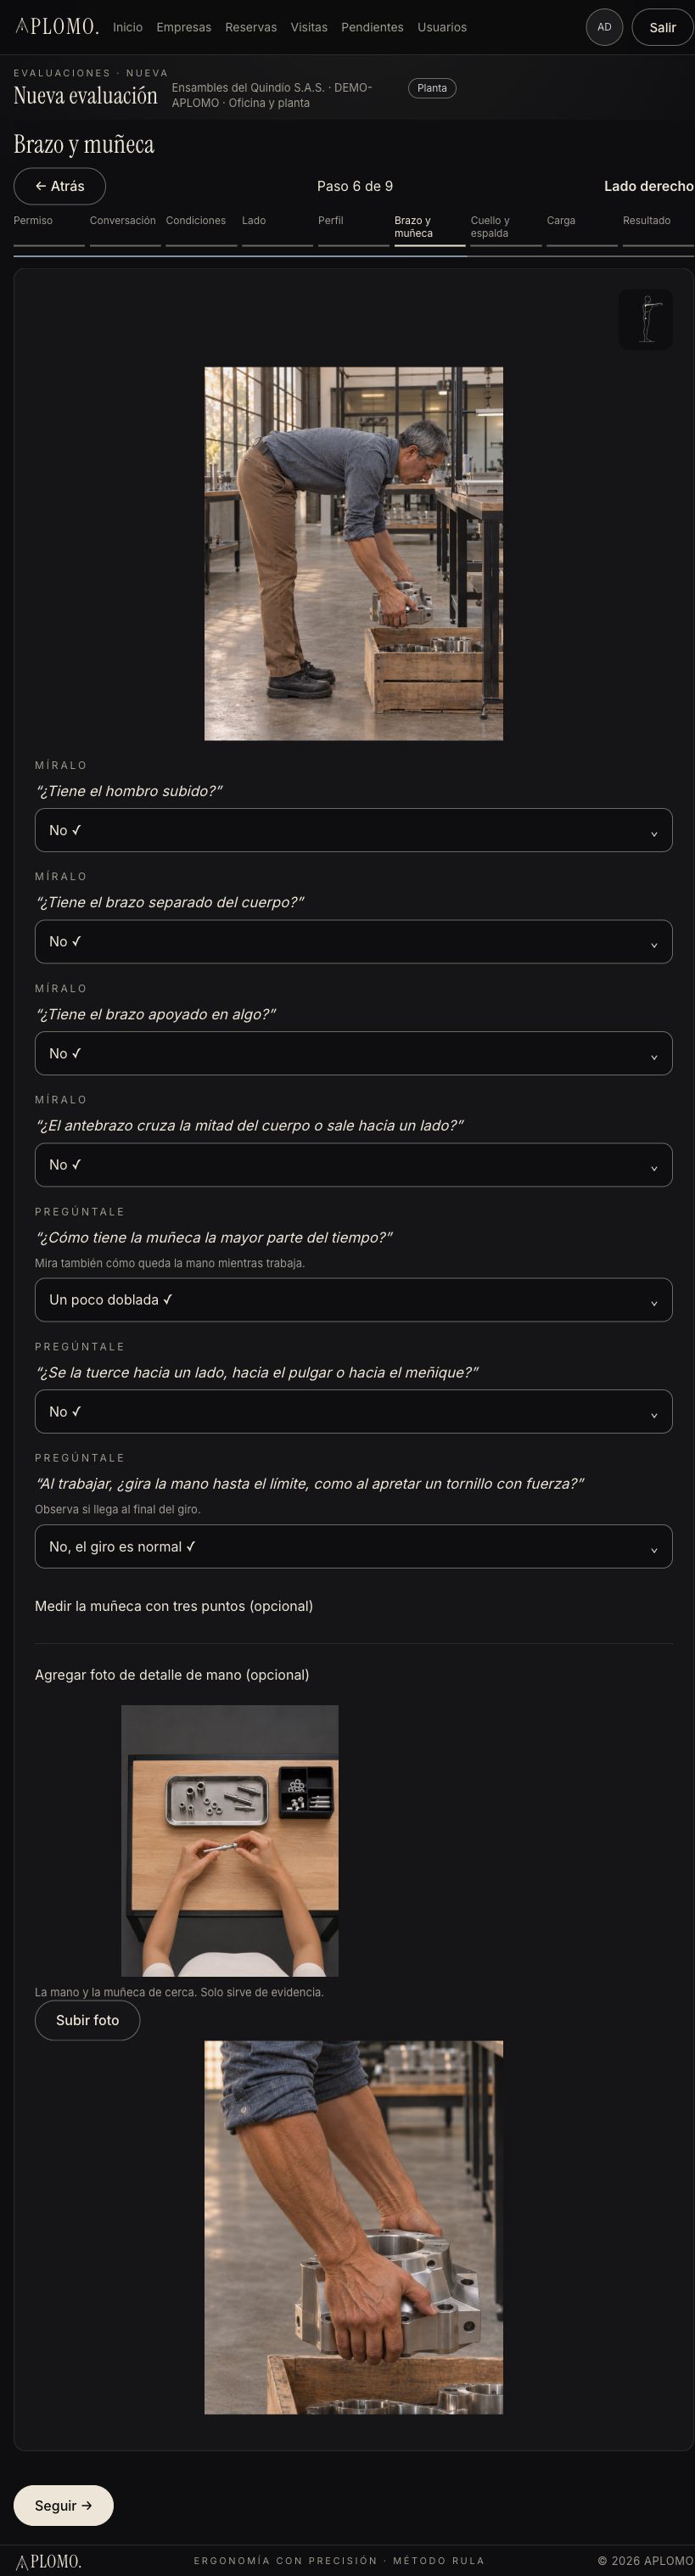 APLOMO.
Inicio Empresas Reservas Visitas Pendientes Usuarios
AD
Salir
EVALUACIONES · NUEVA
Nueva evaluación
Ensambles del Quindío S.A.S. · DEMO-
APLOMO · Oficina y planta
Planta
Brazo y muñeca
← Atrás
Paso 6 de 9
Lado derecho
Permiso
Conversación
Condiciones
Lado
Perfil
Brazo y
muñeca
Cuello y
espalda
Carga
Resultado
MÍRALO
“¿Tiene el hombro subido?”
No ✓
MÍRALO
“¿Tiene el brazo separado del cuerpo?”
No ✓
MÍRALO
“¿Tiene el brazo apoyado en algo?”
No ✓
MÍRALO
“¿El antebrazo cruza la mitad del cuerpo o sale hacia un lado?”
No ✓
PREGÚNTALE
“¿Cómo tiene la muñeca la mayor parte del tiempo?”
Mira también cómo queda la mano mientras trabaja.
Un poco doblada ✓
PREGÚNTALE
“¿Se la tuerce hacia un lado, hacia el pulgar o hacia el meñique?”
No ✓
PREGÚNTALE
“Al trabajar, ¿gira la mano hasta el límite, como al apretar un tornillo con fuerza?”
Observa si llega al final del giro.
No, el giro es normal ✓
Medir la muñeca con tres puntos (opcional)
Agregar foto de detalle de mano (opcional)
La mano y la muñeca de cerca. Solo sirve de evidencia.
Subir foto
Seguir →
APLOMO.
ERGONOMÍA CON PRECISIÓN · MÉTODO RULA
© 2026 APLOMO